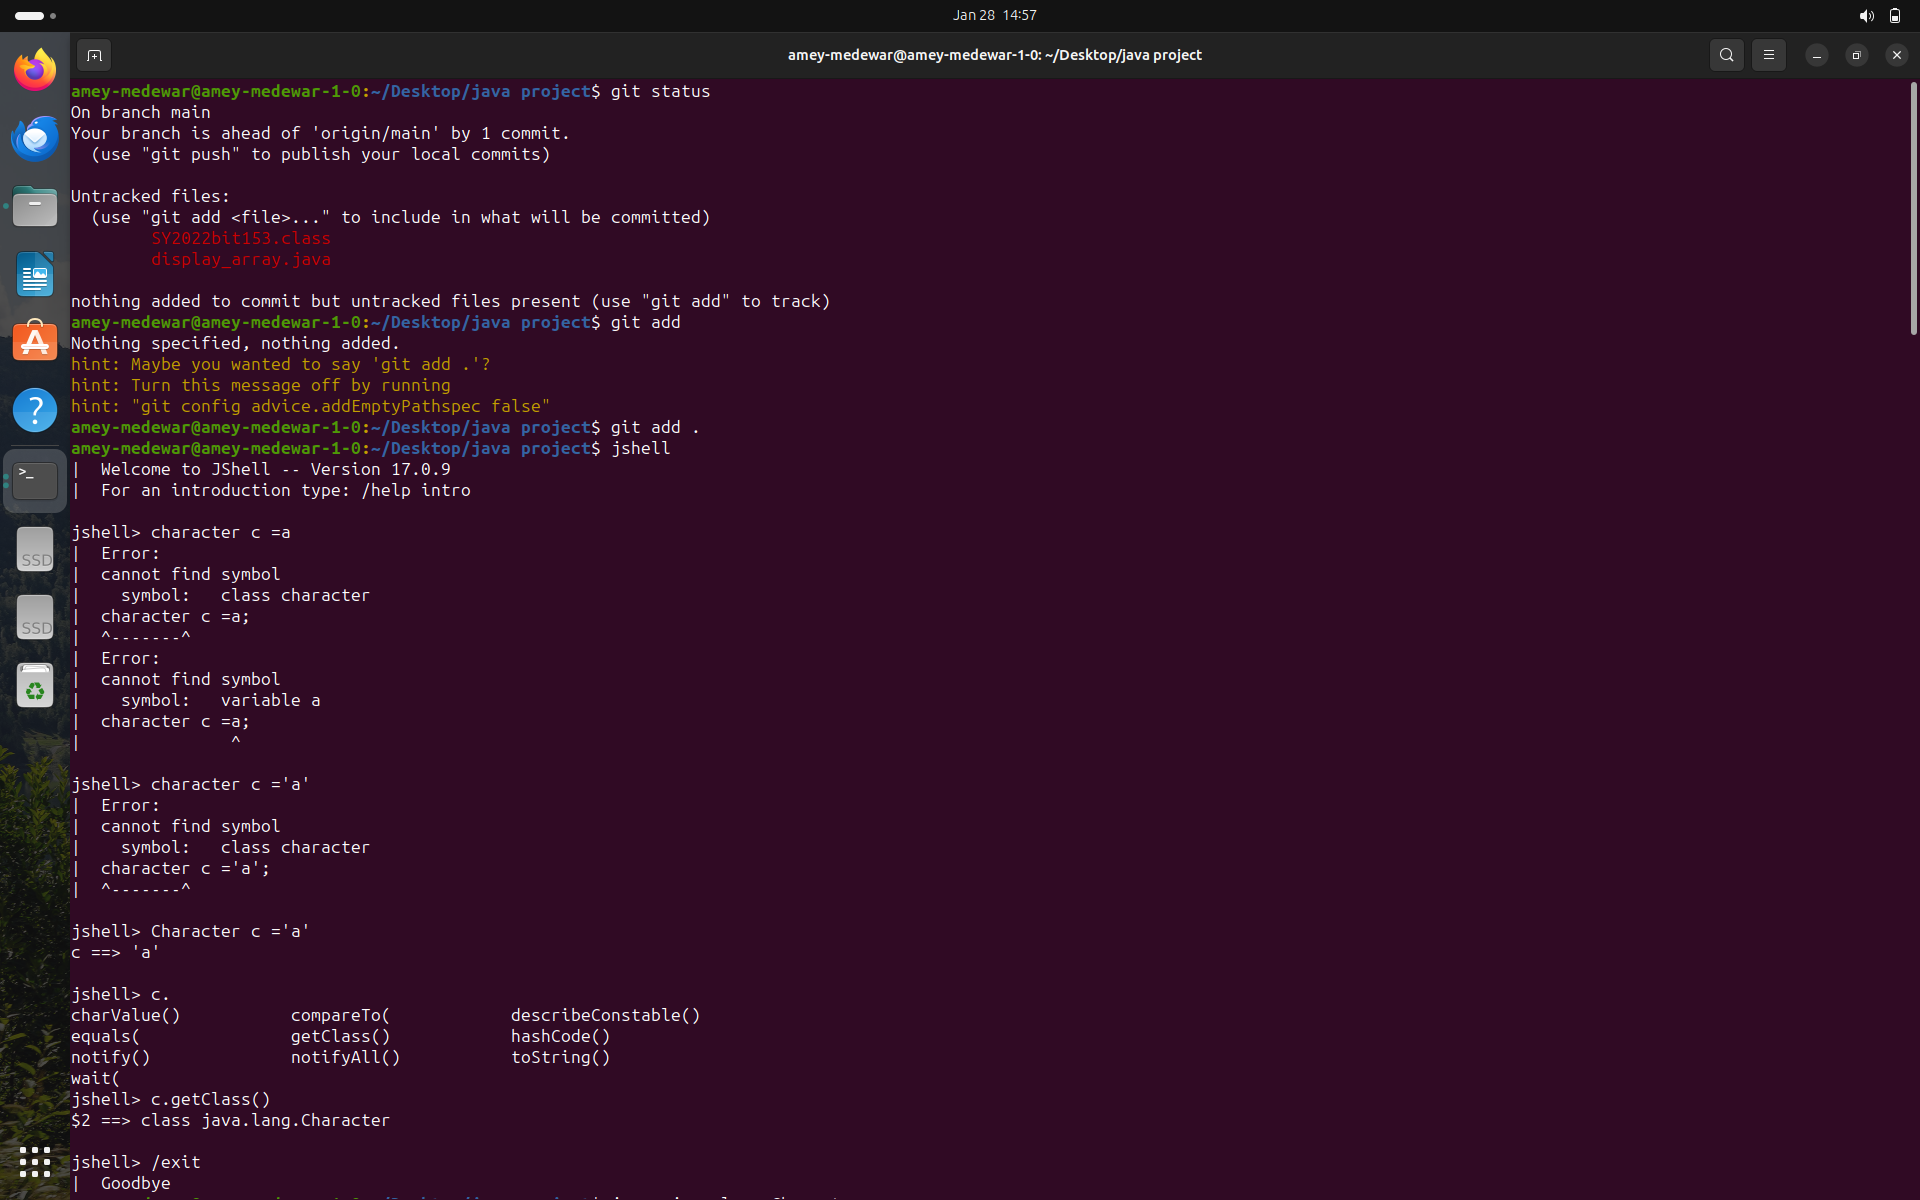 Jan 28 14:57
amey-medewar@amey-medewar-1-0: ~/Desktop/java project
amey-medewar@amey-medewar-1-0:~/Desktop/java project$ git status
On branch main
Your branch is ahead of 'origin/main' by 1 commit.
  (use "git push" to publish your local commits)
Untracked files:
  (use "git add <file>..." to include in what will be committed)
        SY2022bit153.class
        display_array.java
nothing added to commit but untracked files present (use "git add" to track)
amey-medewar@amey-medewar-1-0:~/Desktop/java project$ git add
Nothing specified, nothing added.
hint: Maybe you wanted to say 'git add .'?
hint: Turn this message off by running
hint: "git config advice.addEmptyPathspec false"
amey-medewar@amey-medewar-1-0:~/Desktop/java project$ git add .
amey-medewar@amey-medewar-1-0:~/Desktop/java project$ jshell
|  Welcome to JShell -- Version 17.0.9
|  For an introduction type: /help intro
jshell> character c =a
|  Error:
|  cannot find symbol
|    symbol:   class character
|  character c =a;
|  ^-------^
|  Error:
|  cannot find symbol
|    symbol:   variable a
|  character c =a;
|               ^
jshell> character c ='a'
|  Error:
|  cannot find symbol
|    symbol:   class character
|  character c ='a';
|  ^-------^
jshell> Character c ='a'
c ==> 'a'
jshell> c.
charValue()           compareTo(            describeConstable()
equals(               getClass()            hashCode()
notify()              notifyAll()           toString()
wait(
jshell> c.getClass()
$2 ==> class java.lang.Character
jshell> /exit
|  Goodbye
SSD
SSD